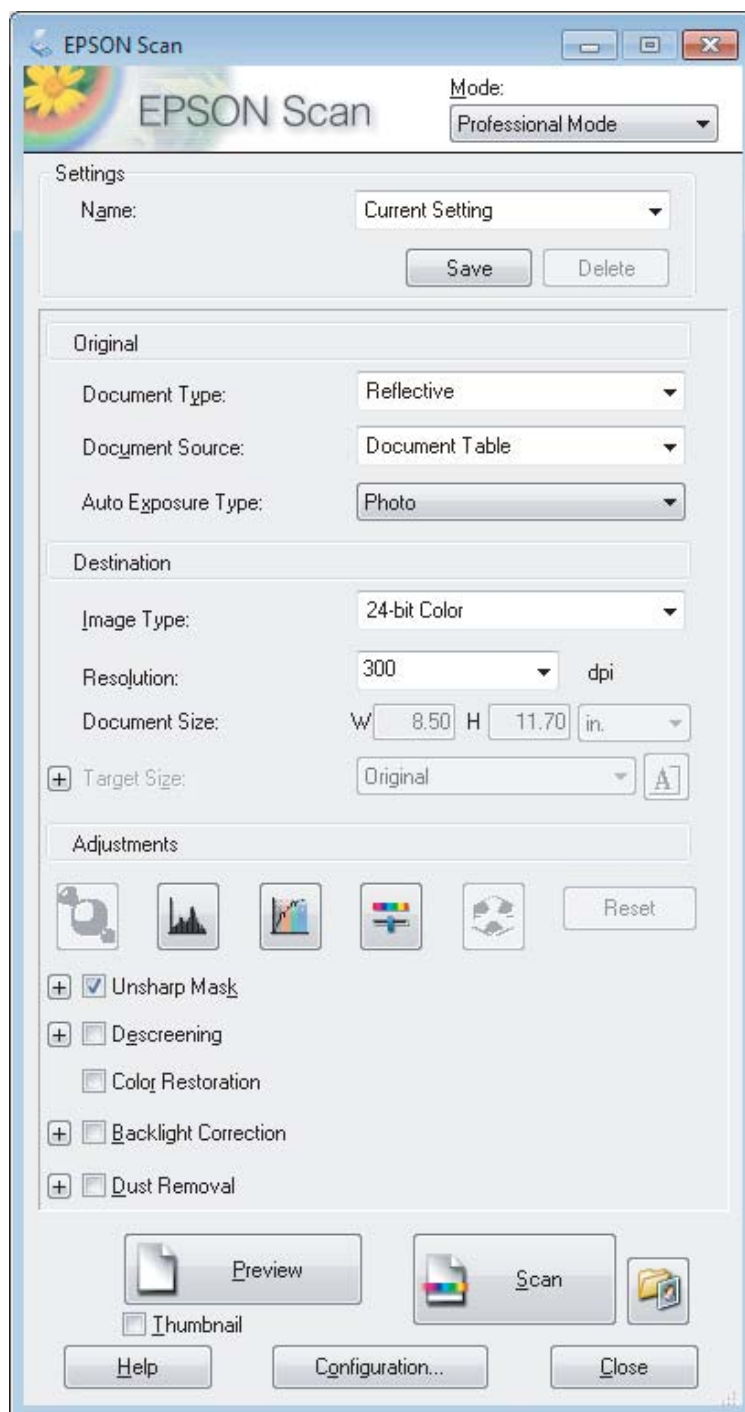 EPSON Scan
EPSON Scan
Mode:
Professional Mode
Settings
Name:
Current Setting
Save
Delete
Original
Document Type:
Reflective
Document Source:
Document Table
Auto Exposure Type:
Photo
Destination
Image Type:
24-bit Color
Resolution:
300
dpi
Document Size:
W 8.50 H 11.70 in.
Target Size:
Original
A
Adjustments
Reset
Unsharp Mask
Descreening
Color Restoration
Backlight Correction
Dust Removal
Preview
Scan
Thumbnail
Help
Configuration...
Close